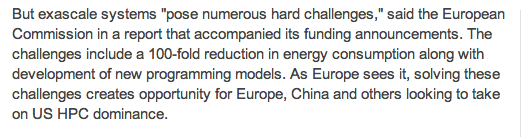 But exascale systems "pose numerous hard challenges," said the European
Commission in a report that accompanied its funding announcements. The
challenges include a 100-fold reduction in energy consumption along with
development of new programming models. As Europe sees it, solving these
challenges creates opportunity for Europe, China and others looking to take
on US HPC dominance.